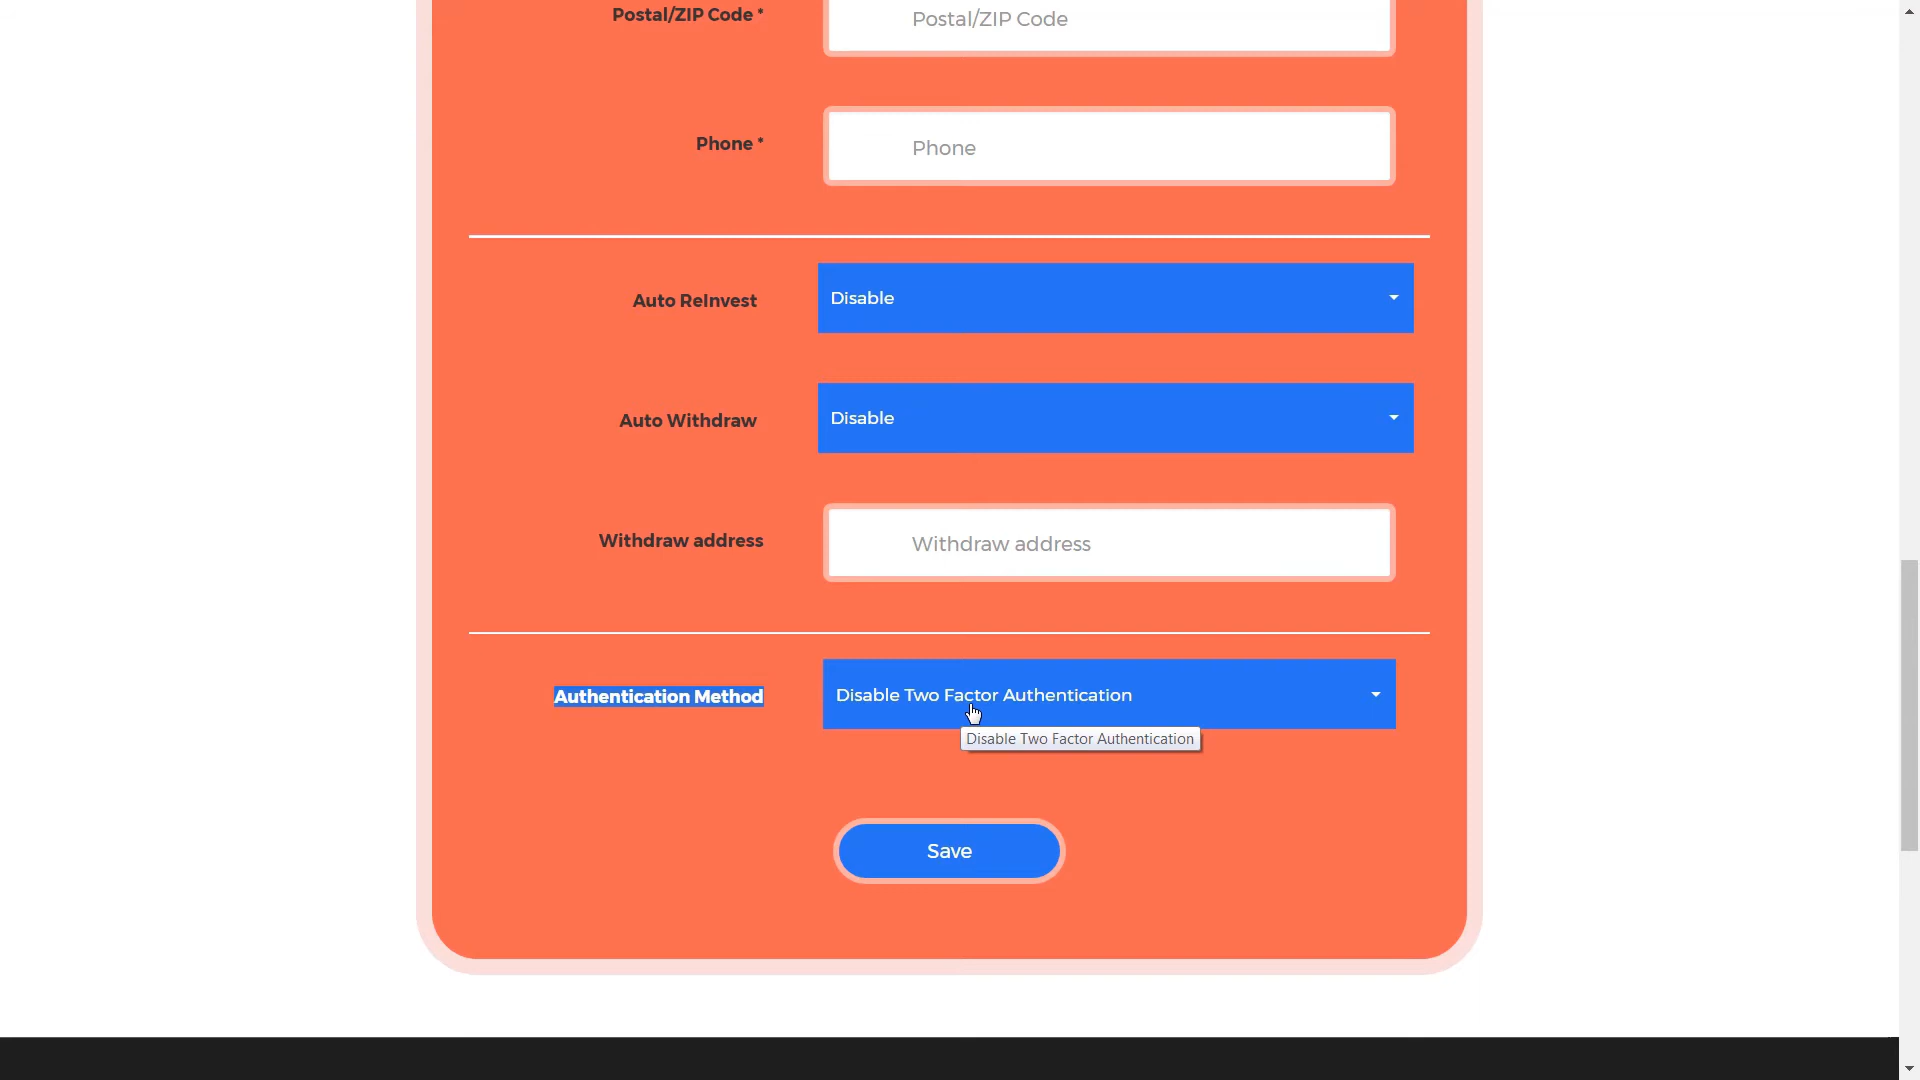 Postal/ZIP Code *
Postal/ZIP Code
Phone *
Phone
Auto ReInvest
Disable
Auto Withdraw
Disable
Withdraw address
Withdraw address
Authentication Method
Disable Two Factor Authentication
Disable Two Factor Authentication
Save